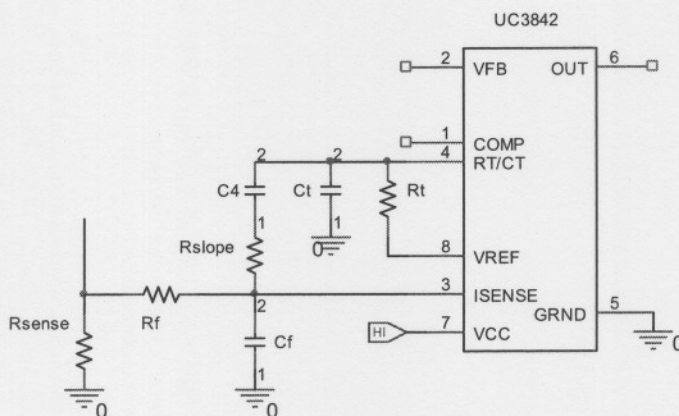 UC3842
2 VFB OUT 6
1 COMP
2 2 4 RT/CT
C4 Ct Rt
1 1
0
Rslope 8 VREF
3 ISENSE
2 GRND 5
Rsense Rf Cf HI 7 VCC
0
1
0 0